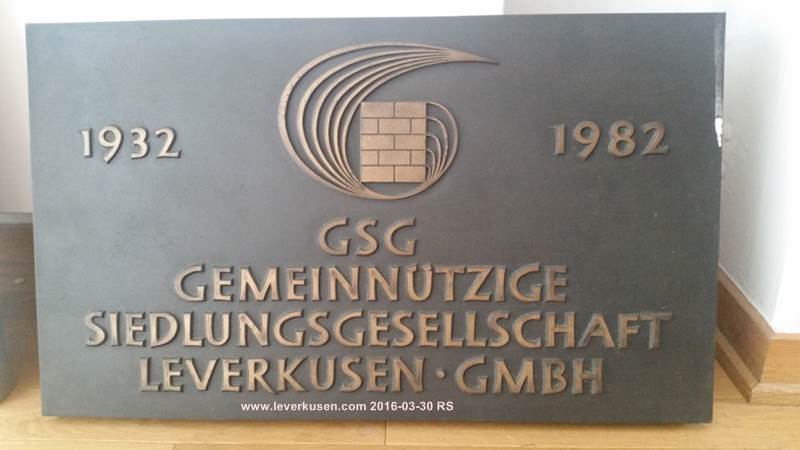 1932 1982
GSG
GEMEINNÜTZIGE
SIEDLUNGSGESELLSCHAFT
LEVERKUSEN · GMBH
www.leverkusen.com 2016-03-30 RS